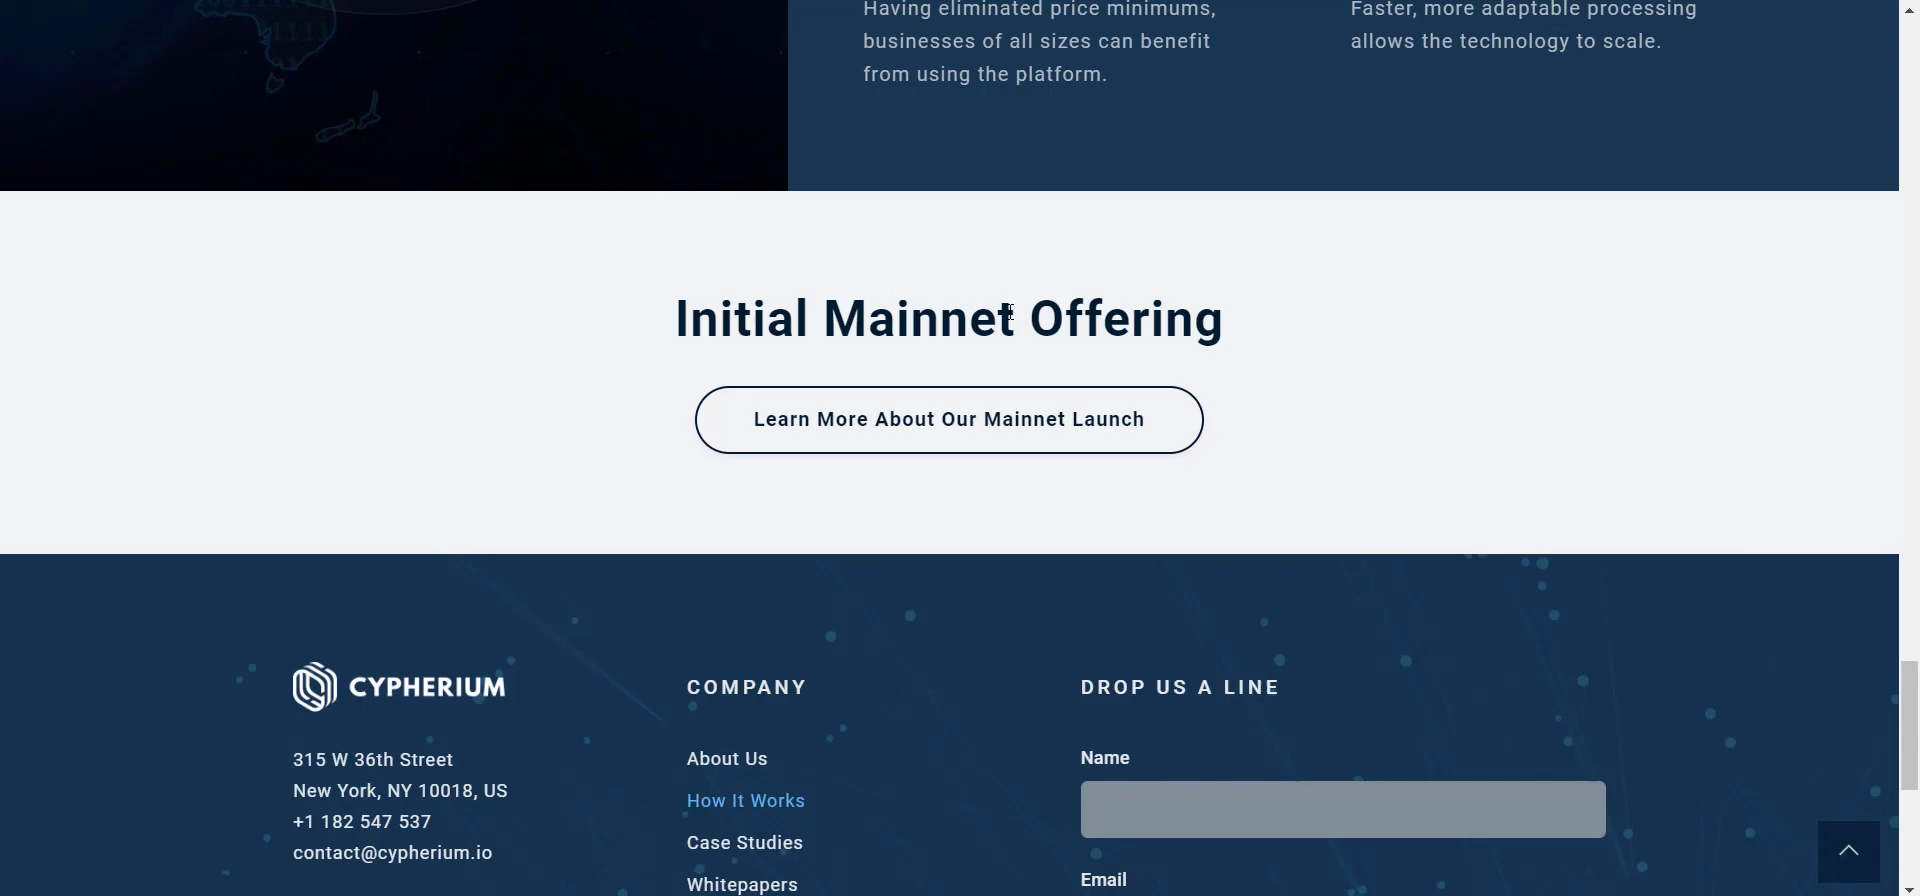 Having eliminated price minimums,
businesses of all sizes can benefit
from using the platform.
Faster, more adaptable processing
allows the technology to scale.
Initial Mainnet Offering
Learn More About Our Mainnet Launch
CYPHERIUM
315 W 36th Street
New York, NY 10018, US
+1 182 547 537
contact@cypherium.io
COMPANY
About Us
How It Works
Case Studies
Whitepapers
DROP US A LINE
Name
Email